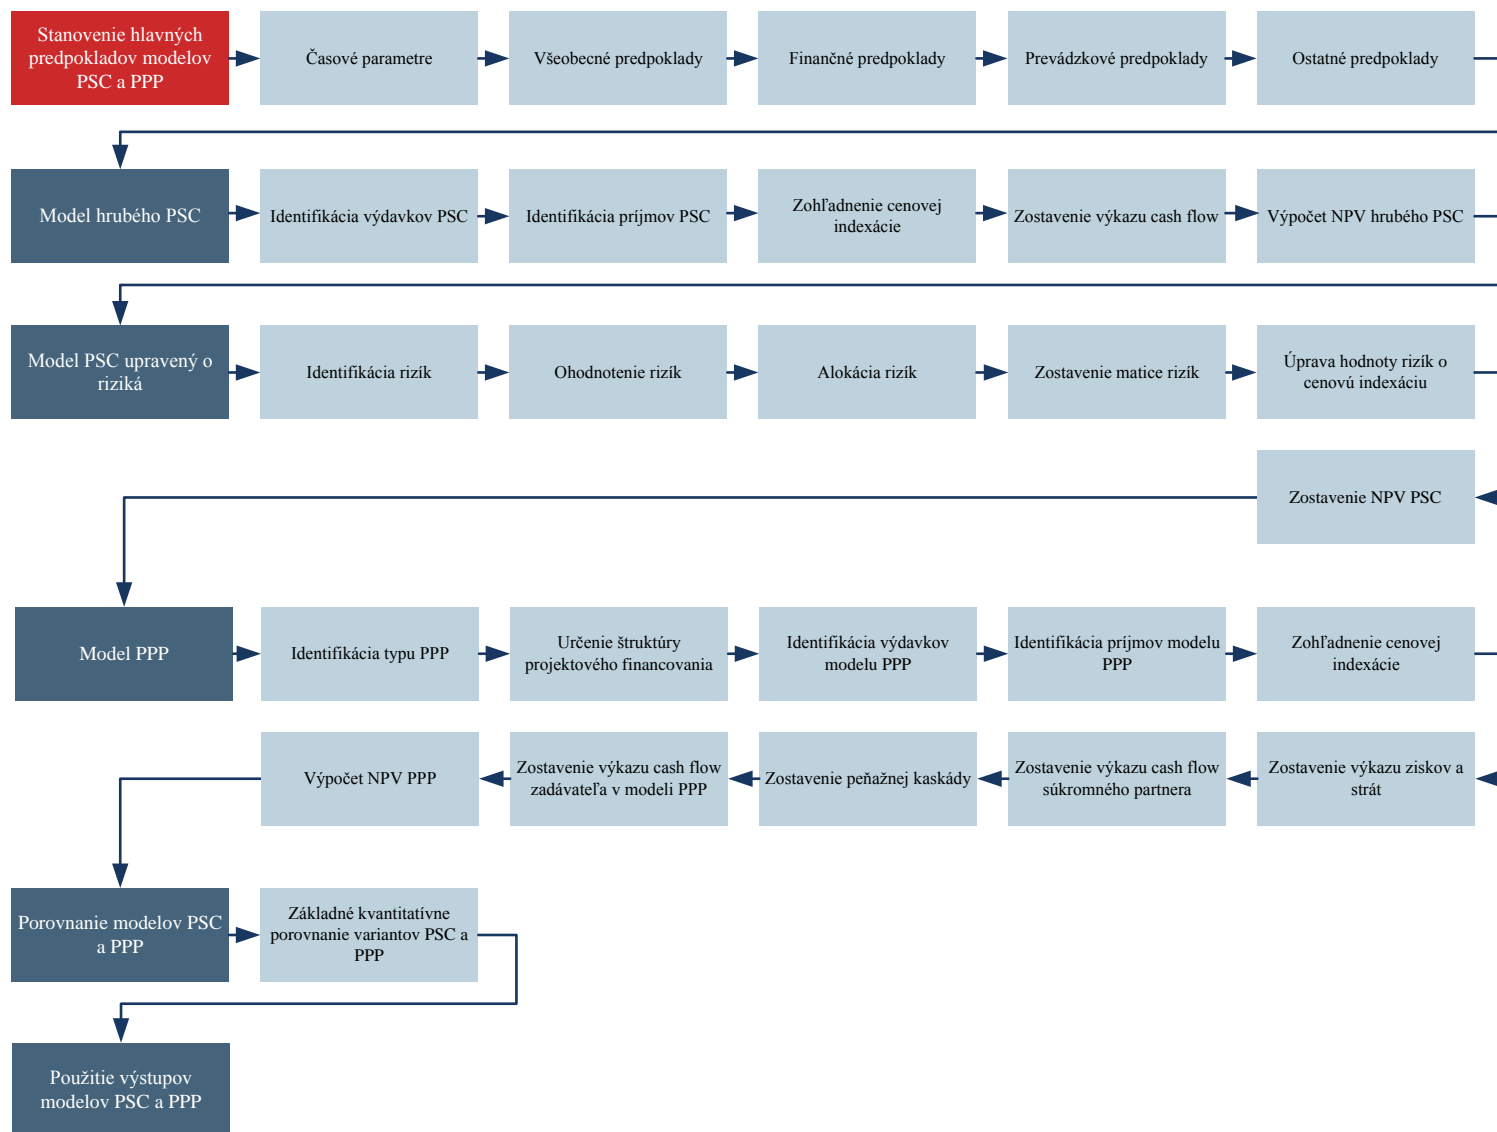 Stanovenie hlavných
predpokladov modelov
PSC a PPP
Časové parametre
Všeobecné predpoklady
Finančné predpoklady
Prevádzkové predpoklady
Ostatné predpoklady
Model hrubého PSC
Identifikácia výdavkov PSC
Identifikácia príjmov PSC
Zohľadnenie cenovej
indexácie
Zostavenie výkazu cash flow
Výpočet NPV hrubého PSC
Model PSC upravený o
riziká
Identifikácia rizík
Ohodnotenie rizík
Alokácia rizík
Zostavenie matice rizík
Úprava hodnoty rizík o
cenovú indexáciu
Zostavenie NPV PSC
Model PPP
Identifikácia typu PPP
Určenie štruktúry
projektového financovania
Identifikácia výdavkov
modelu PPP
Identifikácia príjmov modelu
PPP
Zohľadnenie cenovej
indexácie
Výpočet NPV PPP
Zostavenie výkazu cash flow
zadávateľa v modeli PPP
Zostavenie peňažnej kaskády
Zostavenie výkazu cash flow
súkromného partnera
Zostavenie výkazu ziskov a
strát
Porovnanie modelov PSC
a PPP
Základné kvantitatívne
porovnanie variantov PSC a
PPP
Použitie výstupov
modelov PSC a PPP